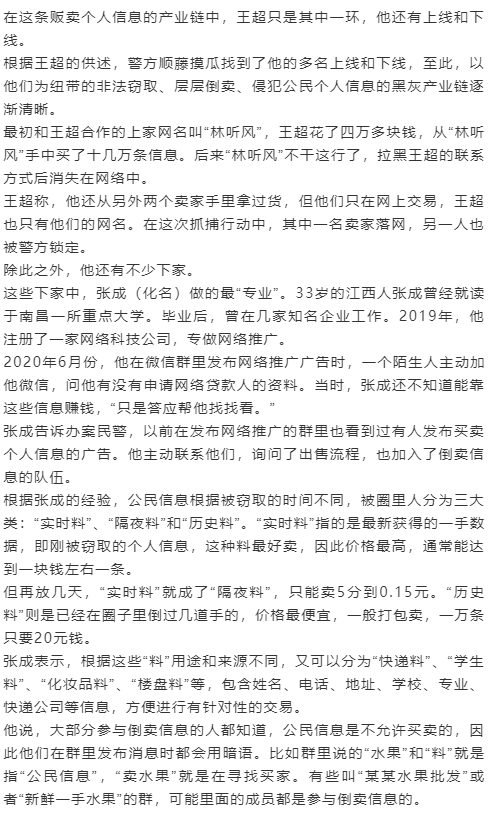 在这条贩卖个人信息的产业链中，王超只是其中一环，他还有上线和下
线。
根据王超的供述，警方顺藤摸瓜找到了他的多名上线和下线，至此，以
他们为纽带的非法窃取、层层倒卖、侵犯公民个人信息的黑灰产业链逐
渐清晰。
最初和王超合作的上家网名叫“林听风”，王超花了四万多块钱，从“林听
风”手中买了十几万条信息。后来“林听风”不干这行了，拉黑王超的联系
方式后消失在网络中。
王超称，他还从另外两个卖家手里拿过货，但他们只在网上交易，王超
也只有他们的网名。在这次抓捕行动中，其中一名卖家落网，另一人也
被警方锁定。
除此之外，他还有不少下家。
这些下家中，张成（化名）做的最“专业”。33岁的江西人张成曾经就读
于南昌一所重点大学。毕业后，曾在几家知名企业工作。2019年，他
注册了一家网络科技公司，专做网络推广。
2020年6月份，他在微信群里发布网络推广广告时，一个陌生人主动加
他微信，问他有没有申请网络贷款人的资料。当时，张成还不知道能靠
这些信息赚钱，“只是答应帮他找找看。”
张成告诉办案民警，以前在发布网络推广的群里也看到过有人发布买卖
个人信息的广告。他主动联系他们，询问了出售流程，也加入了倒卖信
息的队伍。
根据张成的经验，公民信息根据被窃取的时间不同，被圈里人分为三大
类：“实时料”、“隔夜料”和“历史料”。“实时料”指的是最新获得的一手数
据，即刚被窃取的个人信息，这种料最好卖，因此价格最高，通常能达
到一块钱左右一条。
但再放几天，“实时料”就成了“隔夜料”，只能卖5分到0.15元。“历史
料”则是已经在圈子里倒过几道手的，价格最便宜，一般打包卖，一万条
只要20元钱。
张成表示，根据这些“料”用途和来源不同，又可以分为“快递料”、“学生
料”、“化妆品料”、“楼盘料”等，包含姓名、电话、地址、学校、专业、
快递公司等信息，方便进行有针对性的交易。
他说，大部分参与倒卖信息的人都知道，公民信息是不允许买卖的，因
此他们在群里发布消息时都会用暗语。比如群里说的“水果”和“料”就是
指“公民信息”，“卖水果”就是在寻找买家。有些叫“某某水果批发”或
者“新鲜一手水果”的群，可能里面的成员都是参与倒卖信息的。